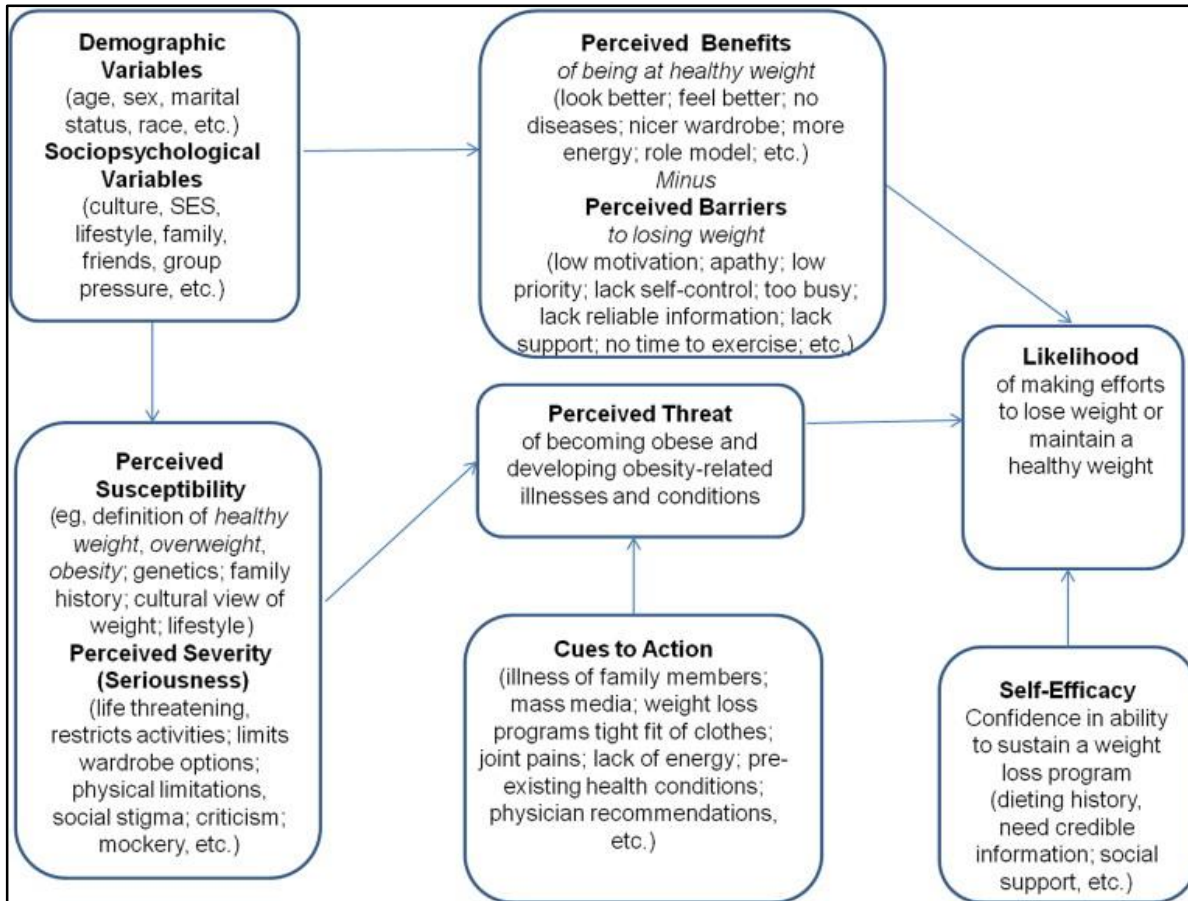 Demographic
Variables
(age, sex, marital
status, race, etc.)
Sociopsychological
Variables
(culture, SES,
lifestyle, family,
friends, group
pressure, etc.)
Perceived Benefits
of being at healthy weight
(look better; feel better; no
diseases; nicer wardrobe; more
energy; role model; etc.)
Minus
Perceived Barriers
to losing weight
(low motivation; apathy; low
priority; lack self-control; too busy;
lack reliable information; lack
support; no time to exercise; etc,)
Likelihood
of making efforts
to lose weight or
maintain a
healthy weight
Perceived Threat
of becoming obese and
developing obesity-related
illnesses and conditions
Perceived
Susceptibility
(eg, definition of healthy
weight, overweight,
obesity; genetics; family
history; cultural view of
weight; lifestyle)
Perceived Severity
(Seriousness)
(life threatening,
restricts activities; limits
wardrobe options;
physical limitations,
social stigma; criticism;
mockery, etc.)
Cues to Action
(illness of family members;
mass media; weight loss
programs tight fit of clothes;
joint pains; lack of energy; pre-
existing health conditions;
physician recommendations,
etc.)
Self-Efficacy
Confidence in ability
to sustain a weight
loss program
(dieting history,
need credible
information; social
support, etc.)